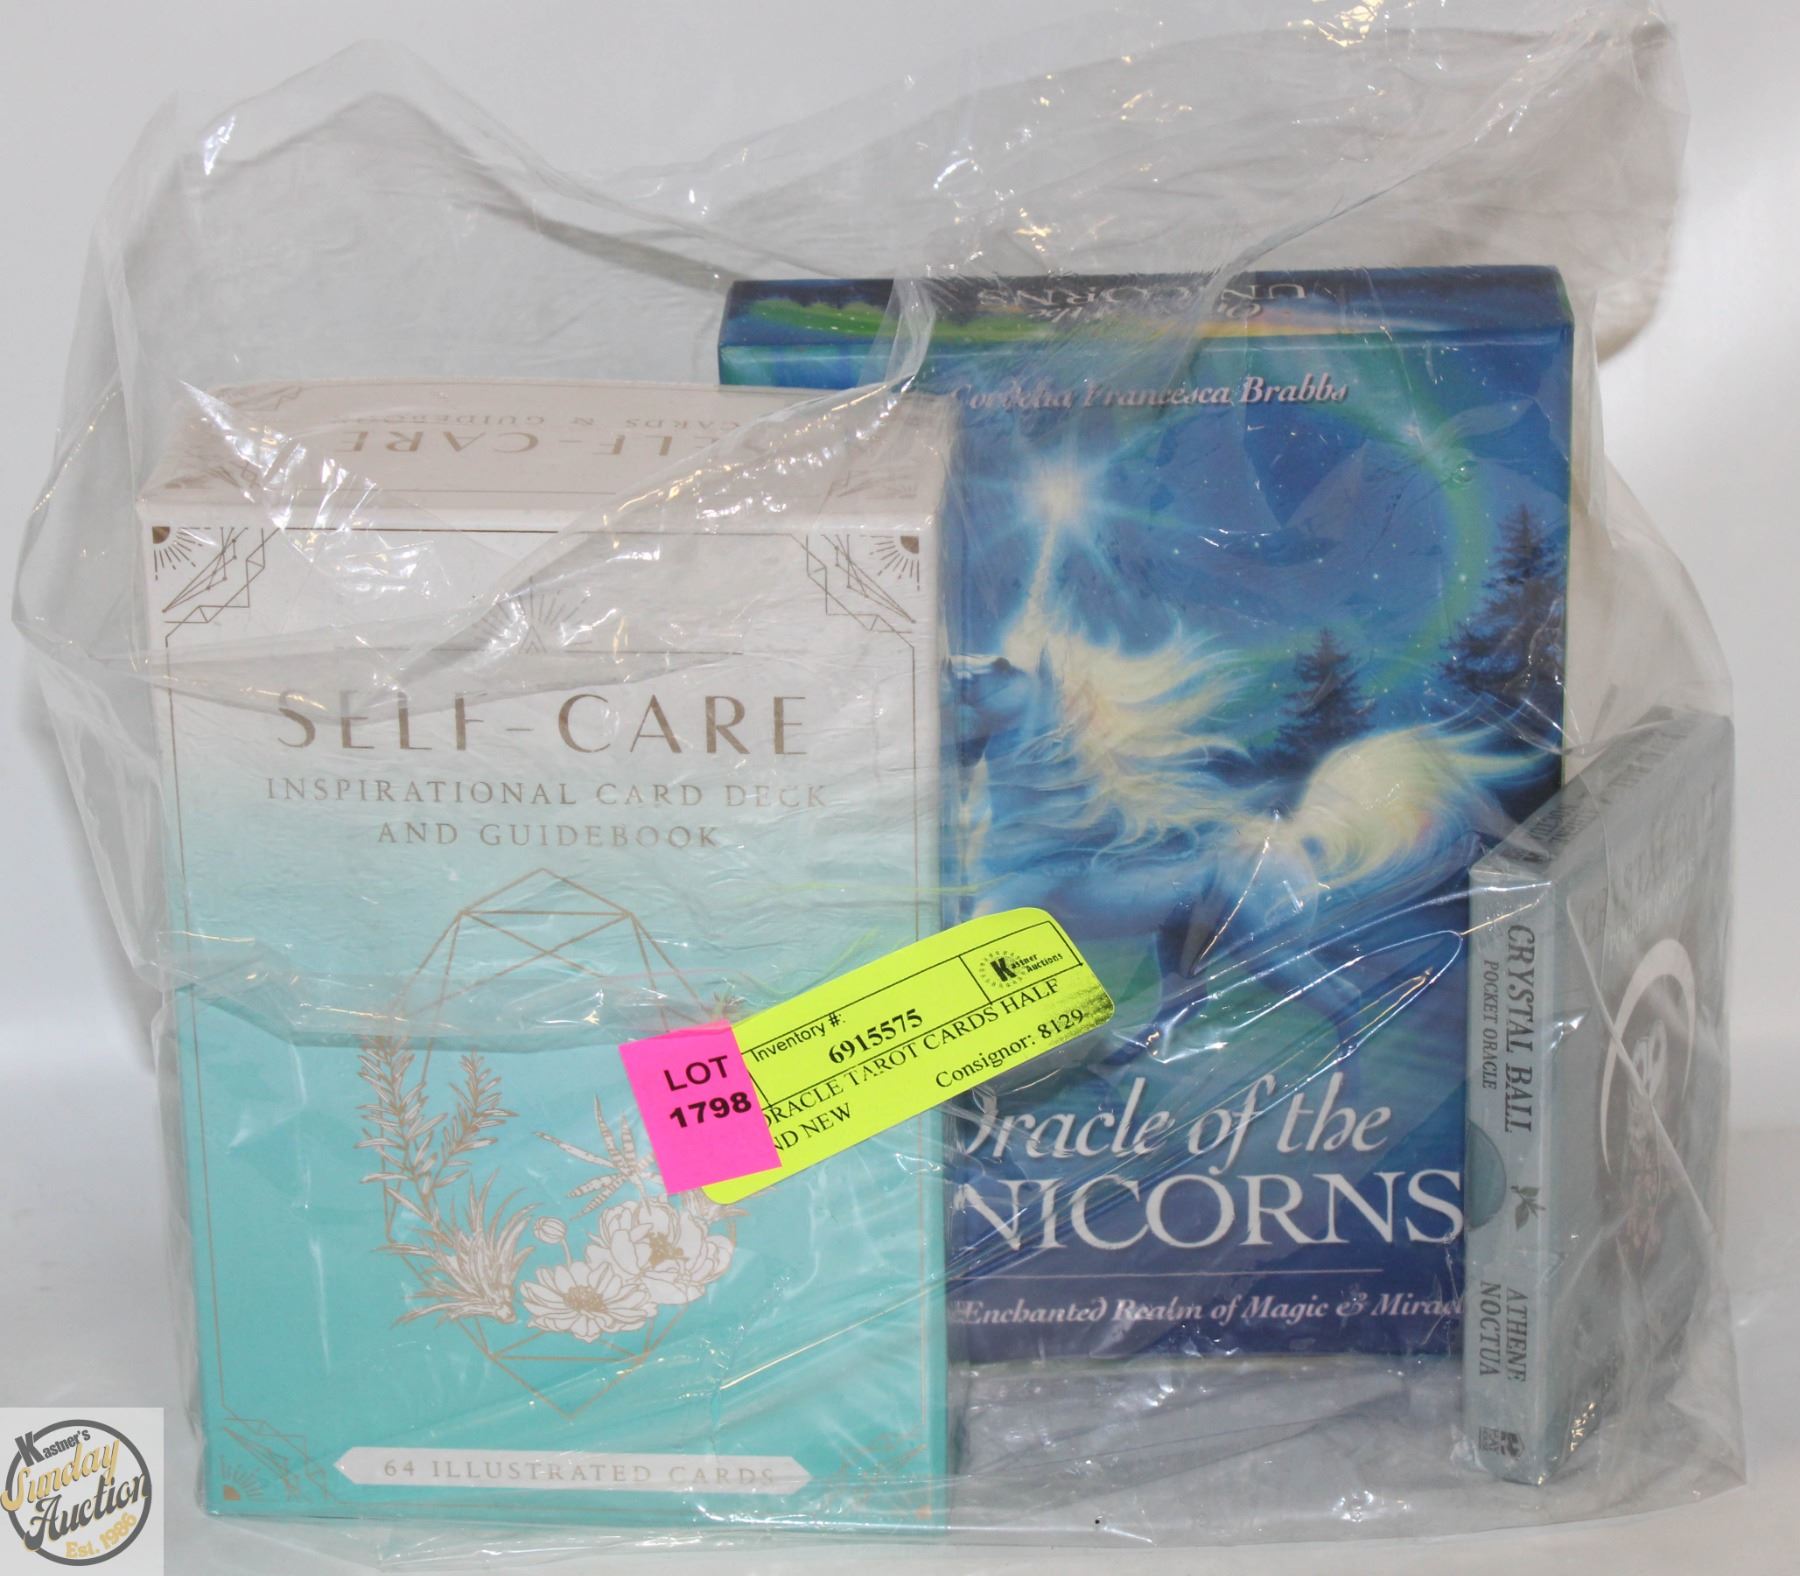 UNICORNS
Cordelia Francesca Brabbs
CARDS & GUIDEBOOK
SELF-CARE
SELF-CARE
INSPIRATIONAL CARD DECK
AND GUIDEBOOK
64 ILLUSTRATED CARDS
LOT
1798
Inventory #:
6915575
Kastner Auctions
ORACLE TAROT CARDS HALF
ND NEW
Consignor: 8129
Oracle of the
NICORNS
Enchanted Realm of Magic & Mirac
CRYSTAL BALL
POCKET ORACLE
ATHENE
NOCTUA
Kastner's
Sunday
Auction
Est. 1986